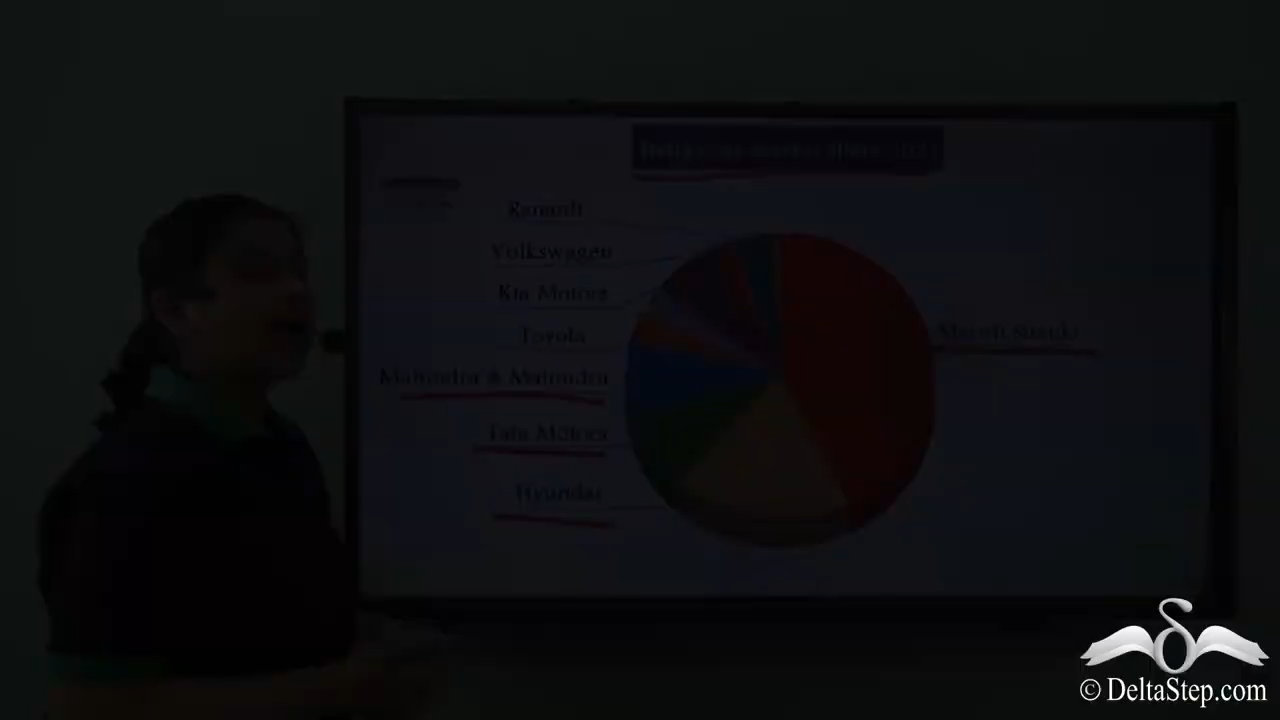 Renault
Volkswagen
Kia Motors
Toyota
Maruti Suzuki
Mahindra & Mahindra
Tata Motors
Hyundai
© DeltaStep.com